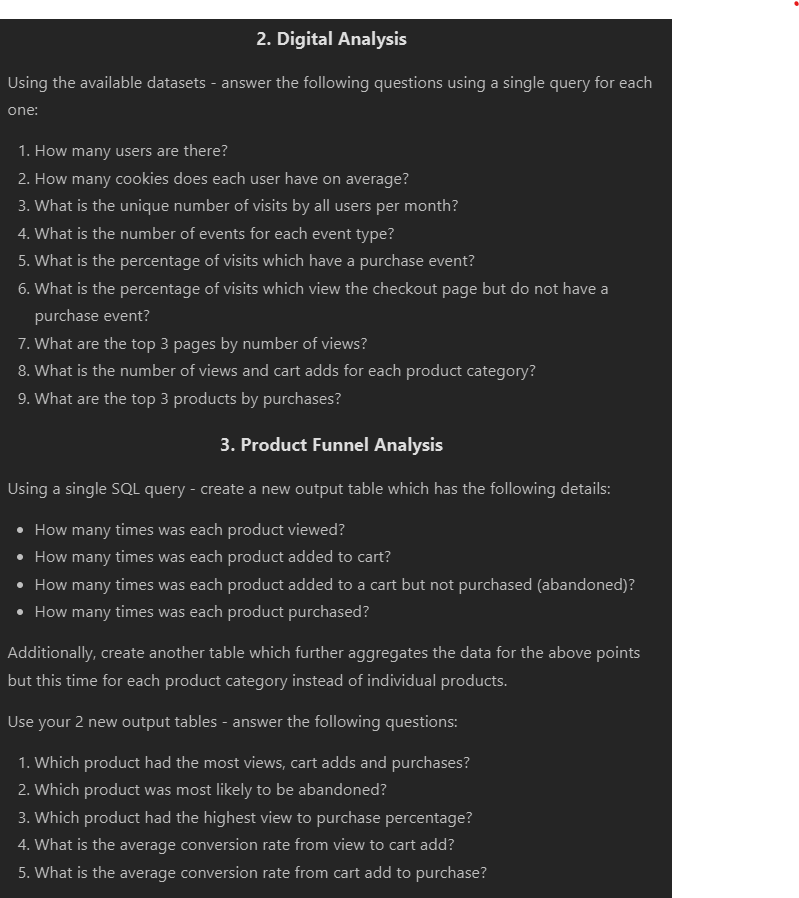 2. Digital Analysis
Using the available datasets - answer the following questions using a single query for each
one:
1. How many users are there?
2. How many cookies does each user have on average?
3. What is the unique number of visits by all users per month?
4. What is the number of events for each event type?
5. What is the percentage of visits which have a purchase event?
6. What is the percentage of visits which view the checkout page but do not have a
purchase event?
7. What are the top 3 pages by number of views?
8. What is the number of views and cart adds for each product category?
9. What are the top 3 products by purchases?
3. Product Funnel Analysis
Using a single SQL query - create a new output table which has the following details:
• How many times was each product viewed?
• How many times was each product added to cart?
• How many times was each product added to a cart but not purchased (abandoned)?
• How many times was each product purchased?
Additionally, create another table which further aggregates the data for the above points
but this time for each product category instead of individual products.
Use your 2 new output tables - answer the following questions:
1. Which product had the most views, cart adds and purchases?
2. Which product was most likely to be abandoned?
3. Which product had the highest view to purchase percentage?
4. What is the average conversion rate from view to cart add?
5. What is the average conversion rate from cart add to purchase?